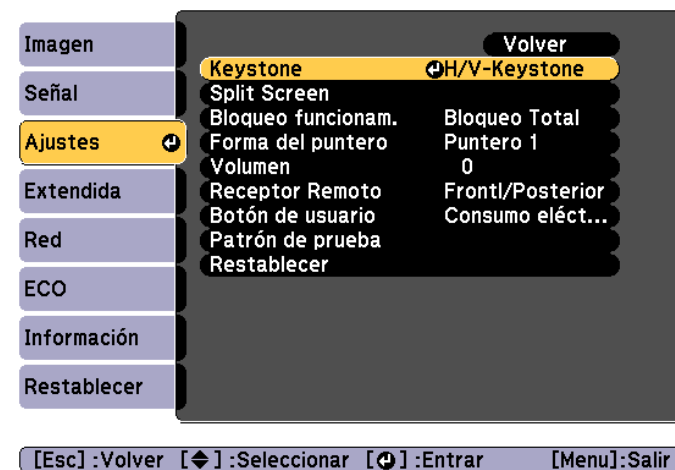 Imagen
Señal
Ajustes
Extendida
Red
ECO
Información
Restablecer
Volver
Keystone H/V-Keystone
Split Screen
Bloqueo funcionam. Bloqueo Total
Forma del puntero Puntero 1
Volumen 0
Receptor Remoto Frontl/Posterior
Botón de usuario Consumo eléct...
Patrón de prueba
Restablecer
[Esc] :Volver [◆] :Seleccionar [⏎] :Entrar [Menu]:Salir